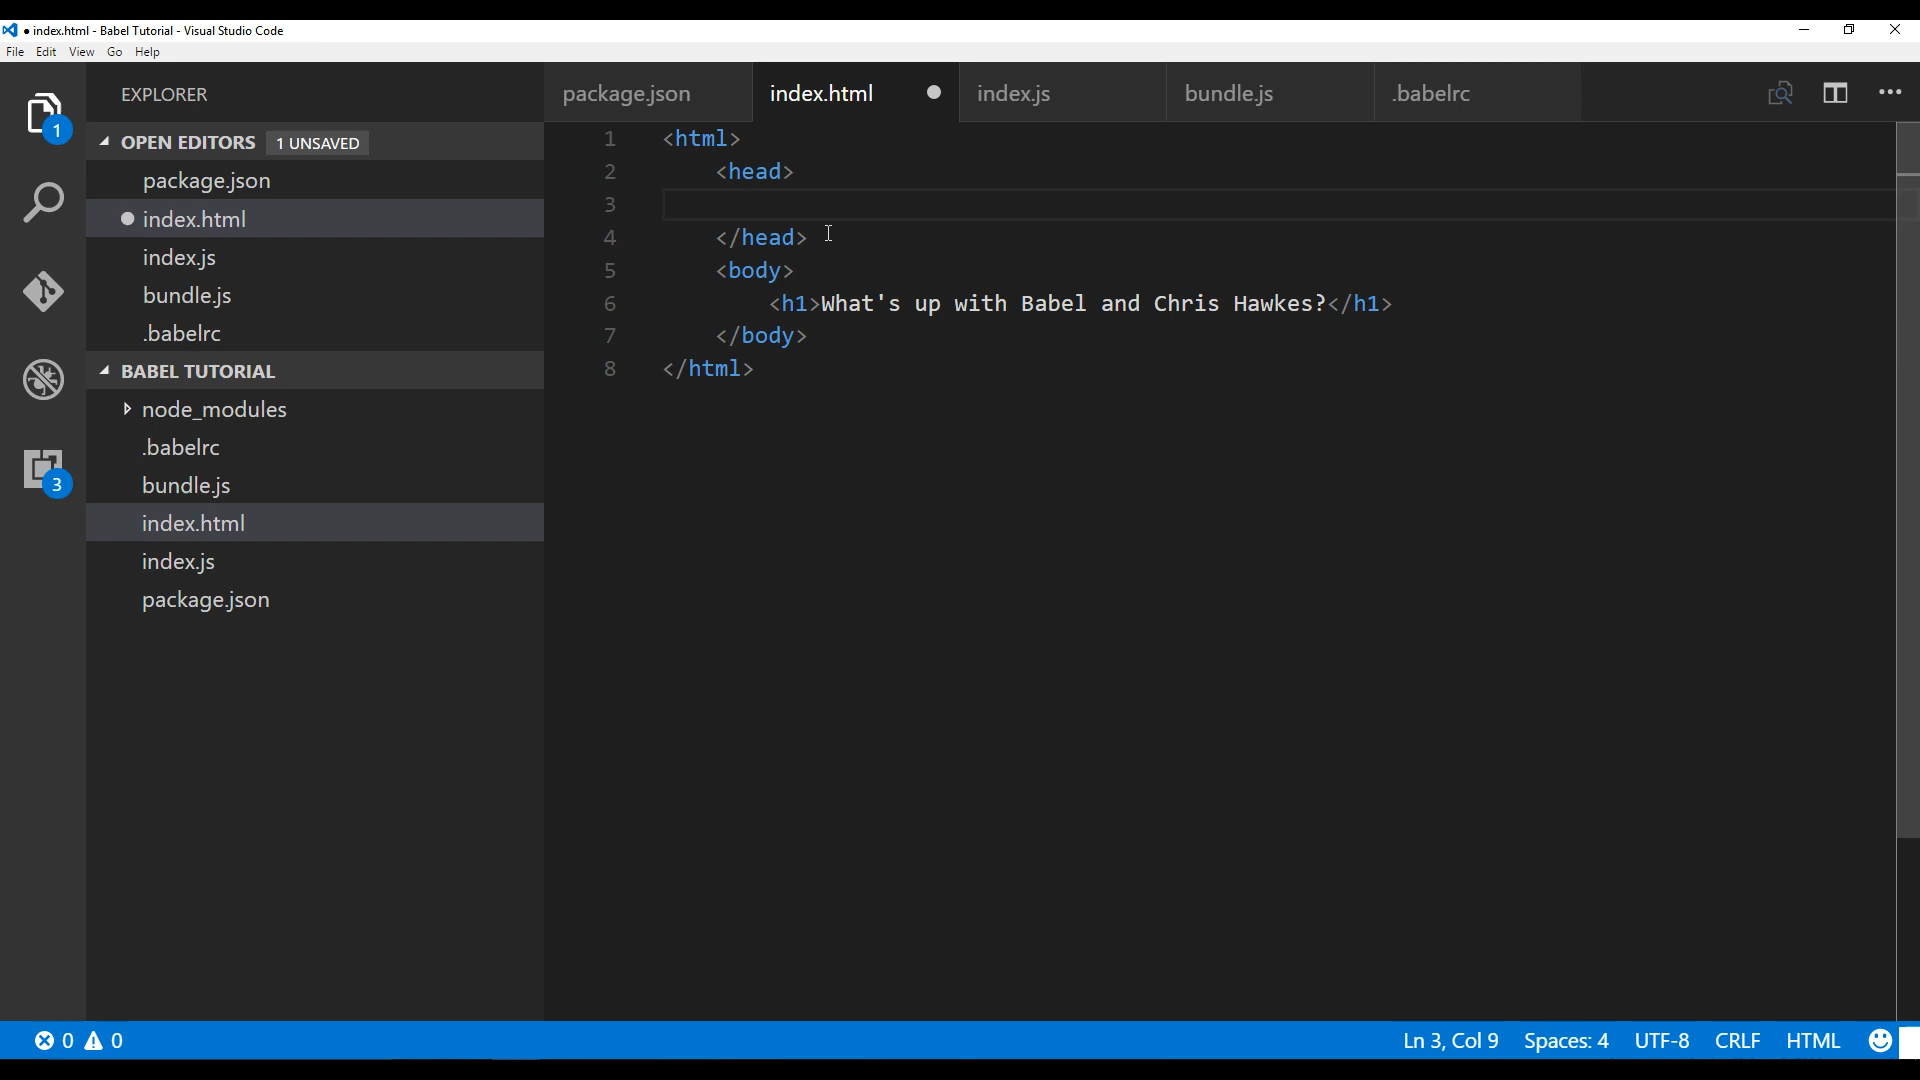 ● index.html - Babel Tutorial - Visual Studio Code
File Edit View Go Help
EXPLORER
1
OPEN EDITORS 1 UNSAVED
package.json
index.html
index.js
bundle.js
.babelrc
BABEL TUTORIAL
node_modules
.babelrc
bundle.js
index.html
index.js
package.json
3
package.json index.html index.js bundle.js .babelrc
1 <html>
2 <head>
3
4 </head>
5 <body>
6 <h1>What's up with Babel and Chris Hawkes?</h1>
7 </body>
8 </html>
0 0 Ln 3, Col 9 Spaces: 4 UTF-8 CRLF HTML